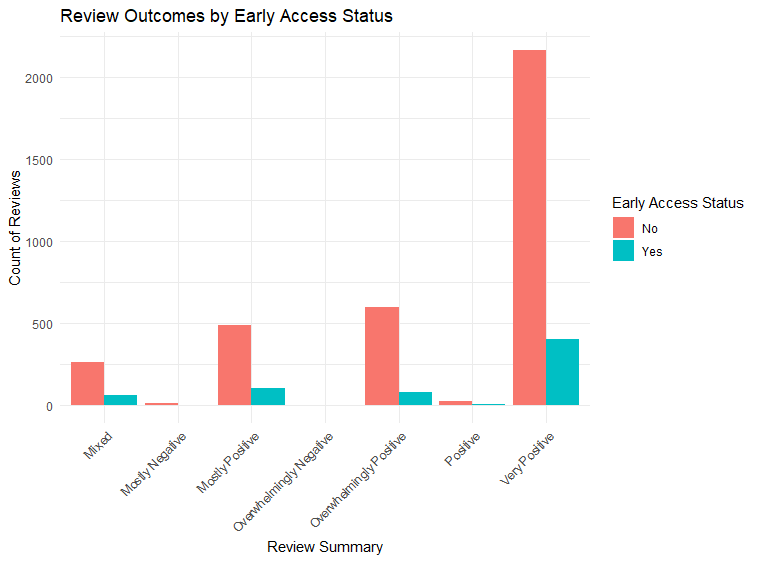 Review Outcomes by Early Access Status
Count of Reviews
2000
1500
1000
500
0
Mixed
Mostly Negative
Mostly Positive
Overwhelmingly Negative
Overwhelmingly Positive
Positive
Very Positive
Review Summary
Early Access Status
No
Yes